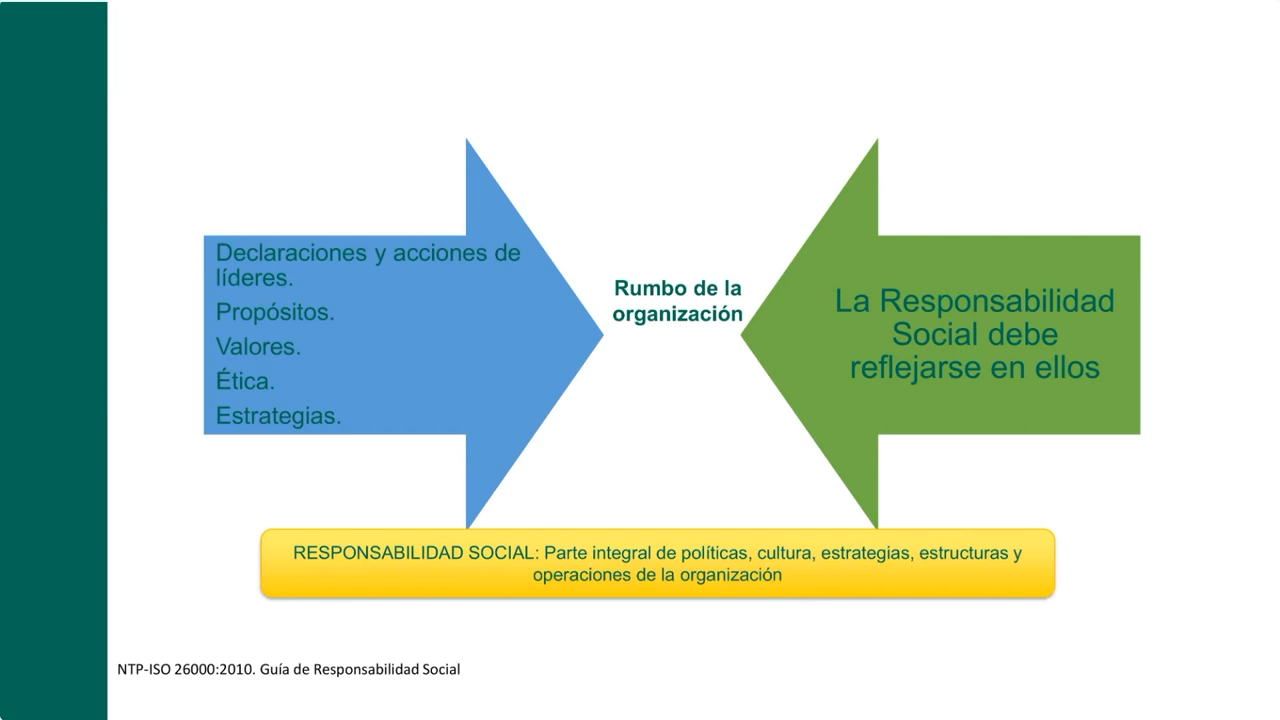 Declaraciones y acciones de
líderes.
Propósitos.
Valores.
Ética.
Estrategias.
Rumbo de la
organización
La Responsabilidad
Social debe
reflejarse en ellos
RESPONSABILIDAD SOCIAL: Parte integral de políticas, cultura, estrategias, estructuras y
operaciones de la organización
NTP-ISO 26000:2010. Guía de Responsabilidad Social